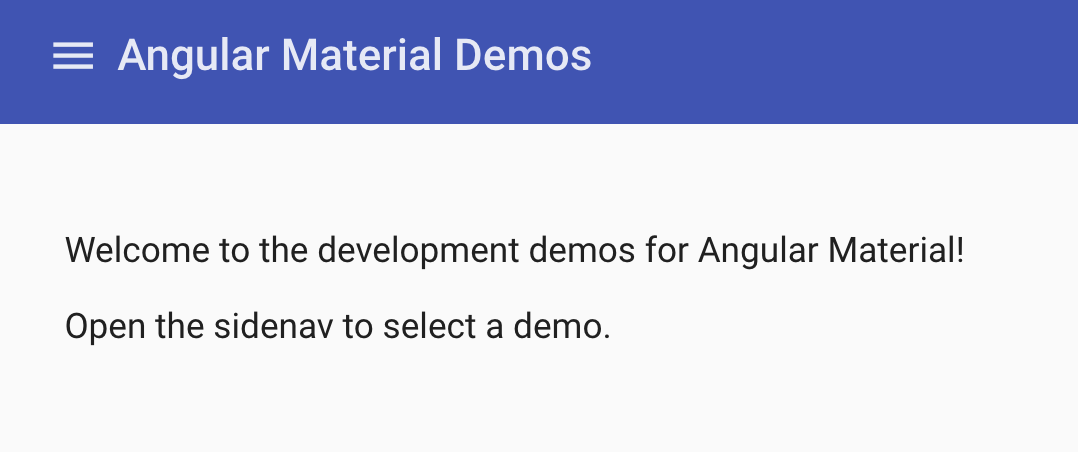 Angular Material Demos
Welcome to the development demos for Angular Material!
Open the sidenav to select a demo.